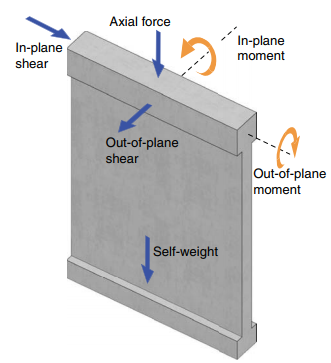 Axial force
In-plane
shear
In-plane
moment
Out-of-plane
shear
Out-of-plane
moment
Self-weight